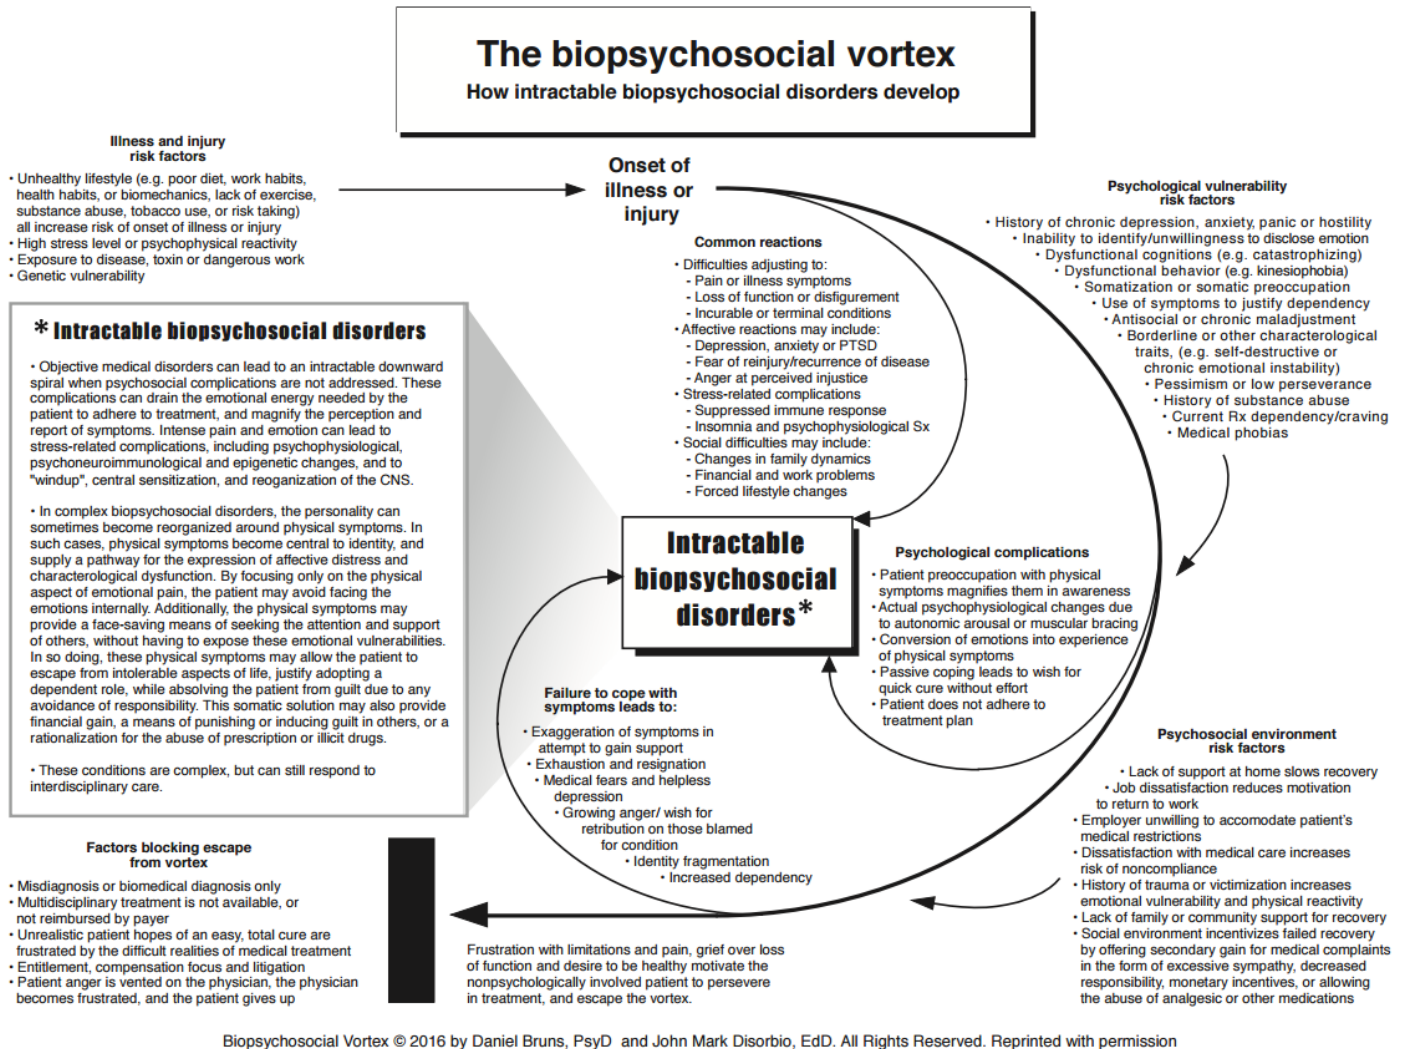 The biopsychosocial vortex
How intractable biopsychosocial disorders develop
Illness and injury
risk factors
• Unhealthy lifestyle (e.g. poor diet, work habits,
health habits, or biomechanics, lack of exercise,
substance abuse, tobacco use, or risk taking)
all increase risk of onset of illness or injury
• High stress level or psychophysical reactivity
• Exposure to disease, toxin or dangerous work
• Genetic vulnerability
Onset of
illness or
injury
Common reactions
• Difficulties adjusting to:
- Pain or illness symptoms
- Loss of function or disfigurement
- Incurable or terminal conditions
• Affective reactions may include:
- Depression, anxiety or PTSD
- Fear of reinjury/recurrence of disease
- Anger at perceived injustice
• Stress-related complications
- Suppressed immune response
- Insomnia and psychophysiological Sx
• Social difficulties may include:
- Changes in family dynamics
- Financial and work problems
- Forced lifestyle changes
Psychological vulnerability
risk factors
• History of chronic depression, anxiety, panic or hostility
• Inability to identify/unwillingness to disclose emotion
• Dysfunctional cognitions (e.g. catastrophizing)
• Dysfunctional behavior (e.g. kinesiophobia)
• Somatization or somatic preoccupation
• Use of symptoms to justify dependency
• Antisocial or chronic maladjustment
• Borderline or other characterological
traits, (e.g. self-destructive or
chronic emotional instability)
• Pessimism or low perseverance
• History of substance abuse
• Current Rx dependency/craving
• Medical phobias
* Intractable biopsychosocial disorders
• Objective medical disorders can lead to an intractable downward
spiral when psychosocial complications are not addressed. These
complications can drain the emotional energy needed by the
patient to adhere to treatment, and magnify the perception and
report of symptoms. Intense pain and emotion can lead to
stress-related complications, including psychophysiological,
psychoneuroimmunological and epigenetic changes, and to
"windup", central sensitization, and reoganization of the CNS.
• In complex biopsychosocial disorders, the personality can
sometimes become reorganized around physical symptoms. In
such cases, physical symptoms become central to identity, and
supply a pathway for the expression of affective distress and
characterological dysfunction. By focusing only on the physical
aspect of emotional pain, the patient may avoid facing the
emotions internally. Additionally, the physical symptoms may
provide a face-saving means of seeking the attention and support
of others, without having to expose these emotional vulnerabilities.
In so doing, these physical symptoms may allow the patient to
escape from intolerable aspects of life, justify adopting a
dependent role, while absolving the patient from guilt due to any
avoidance of responsibility. This somatic solution may also provide
financial gain, a means of punishing or inducing guilt in others, or a
rationalization for the abuse of prescription or illicit drugs.
• These conditions are complex, but can still respond to
interdisciplinary care.
Intractable
biopsychosocial
disorders*
Psychological complications
• Patient preoccupation with physical
symptoms magnifies them in awareness
• Actual psychophysiological changes due
to autonomic arousal or muscular bracing
• Conversion of emotions into experience
of physical symptoms
• Passive coping leads to wish for
quick cure without effort
• Patient does not adhere to
treatment plan
Failure to cope with
symptoms leads to:
• Exaggeration of symptoms in
attempt to gain support
• Exhaustion and resignation
• Medical fears and helpless
depression
• Growing anger/ wish for
retribution on those blamed
for condition
• Identity fragmentation
• Increased dependency
Psychosocial environment
risk factors
• Lack of support at home slows recovery
• Job dissatisfaction reduces motivation
to return to work
• Employer unwilling to accomodate patient's
medical restrictions
• Dissatisfaction with medical care increases
risk of noncompliance
• History of trauma or victimization increases
emotional vulnerability and physical reactivity
• Lack of family or community support for recovery
• Social environment incentivizes failed recovery
by offering secondary gain for medical complaints
in the form of excessive sympathy, decreased
responsibility, monetary incentives, or allowing
the abuse of analgesic or other medications
Factors blocking escape
from vortex
• Misdiagnosis or biomedical diagnosis only
• Multidisciplinary treatment is not available, or
not reimbursed by payer
• Unrealistic patient hopes of an easy, total cure are
frustrated by the difficult realities of medical treatment
• Entitlement, compensation focus and litigation
• Patient anger is vented on the physician, the physician
becomes frustrated, and the patient gives up
Frustration with limitations and pain, grief over loss
of function and desire to be healthy motivate the
nonpsychologically involved patient to persevere
in treatment, and escape the vortex.
Biopsychosocial Vortex © 2016 by Daniel Bruns, PsyD and John Mark Disorbio, EdD. All Rights Reserved. Reprinted with permission